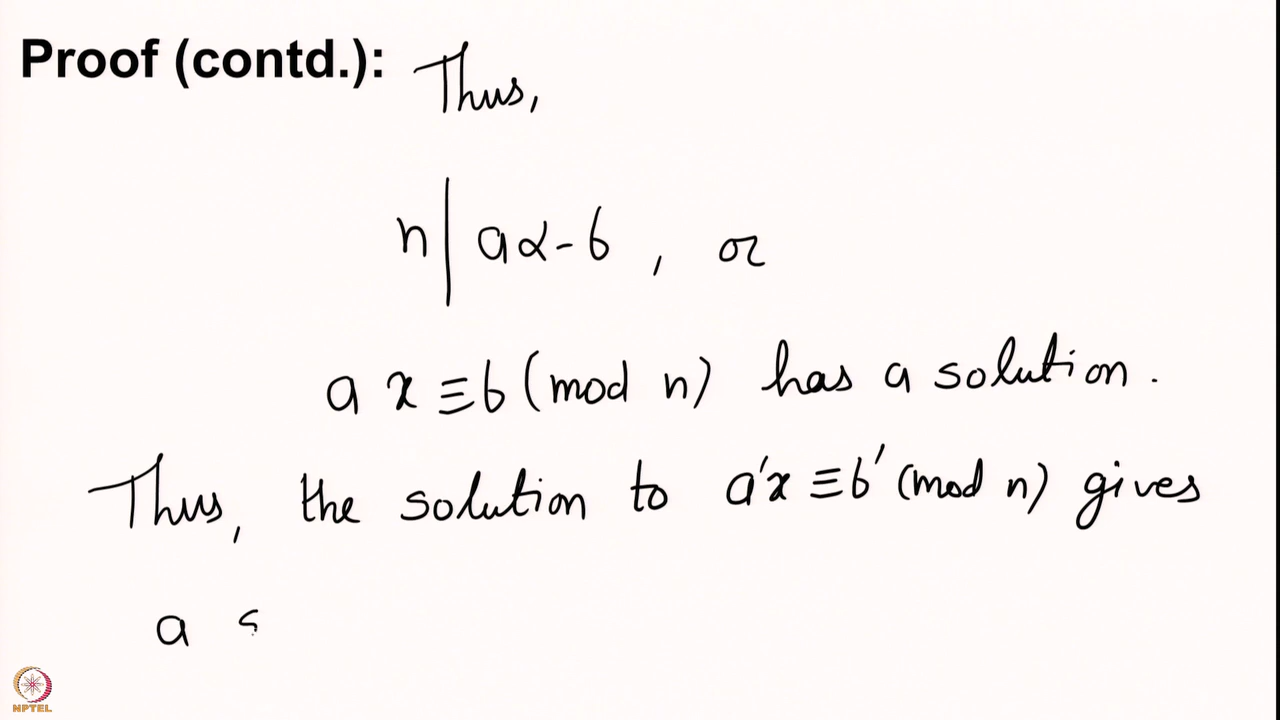 Proof (contd.): Thus,
n | aα - b , or
a x ≡ b (mod n) has a solution.
Thus, the solution to a'x ≡ b' (mod n) gives
a s
NPTEL